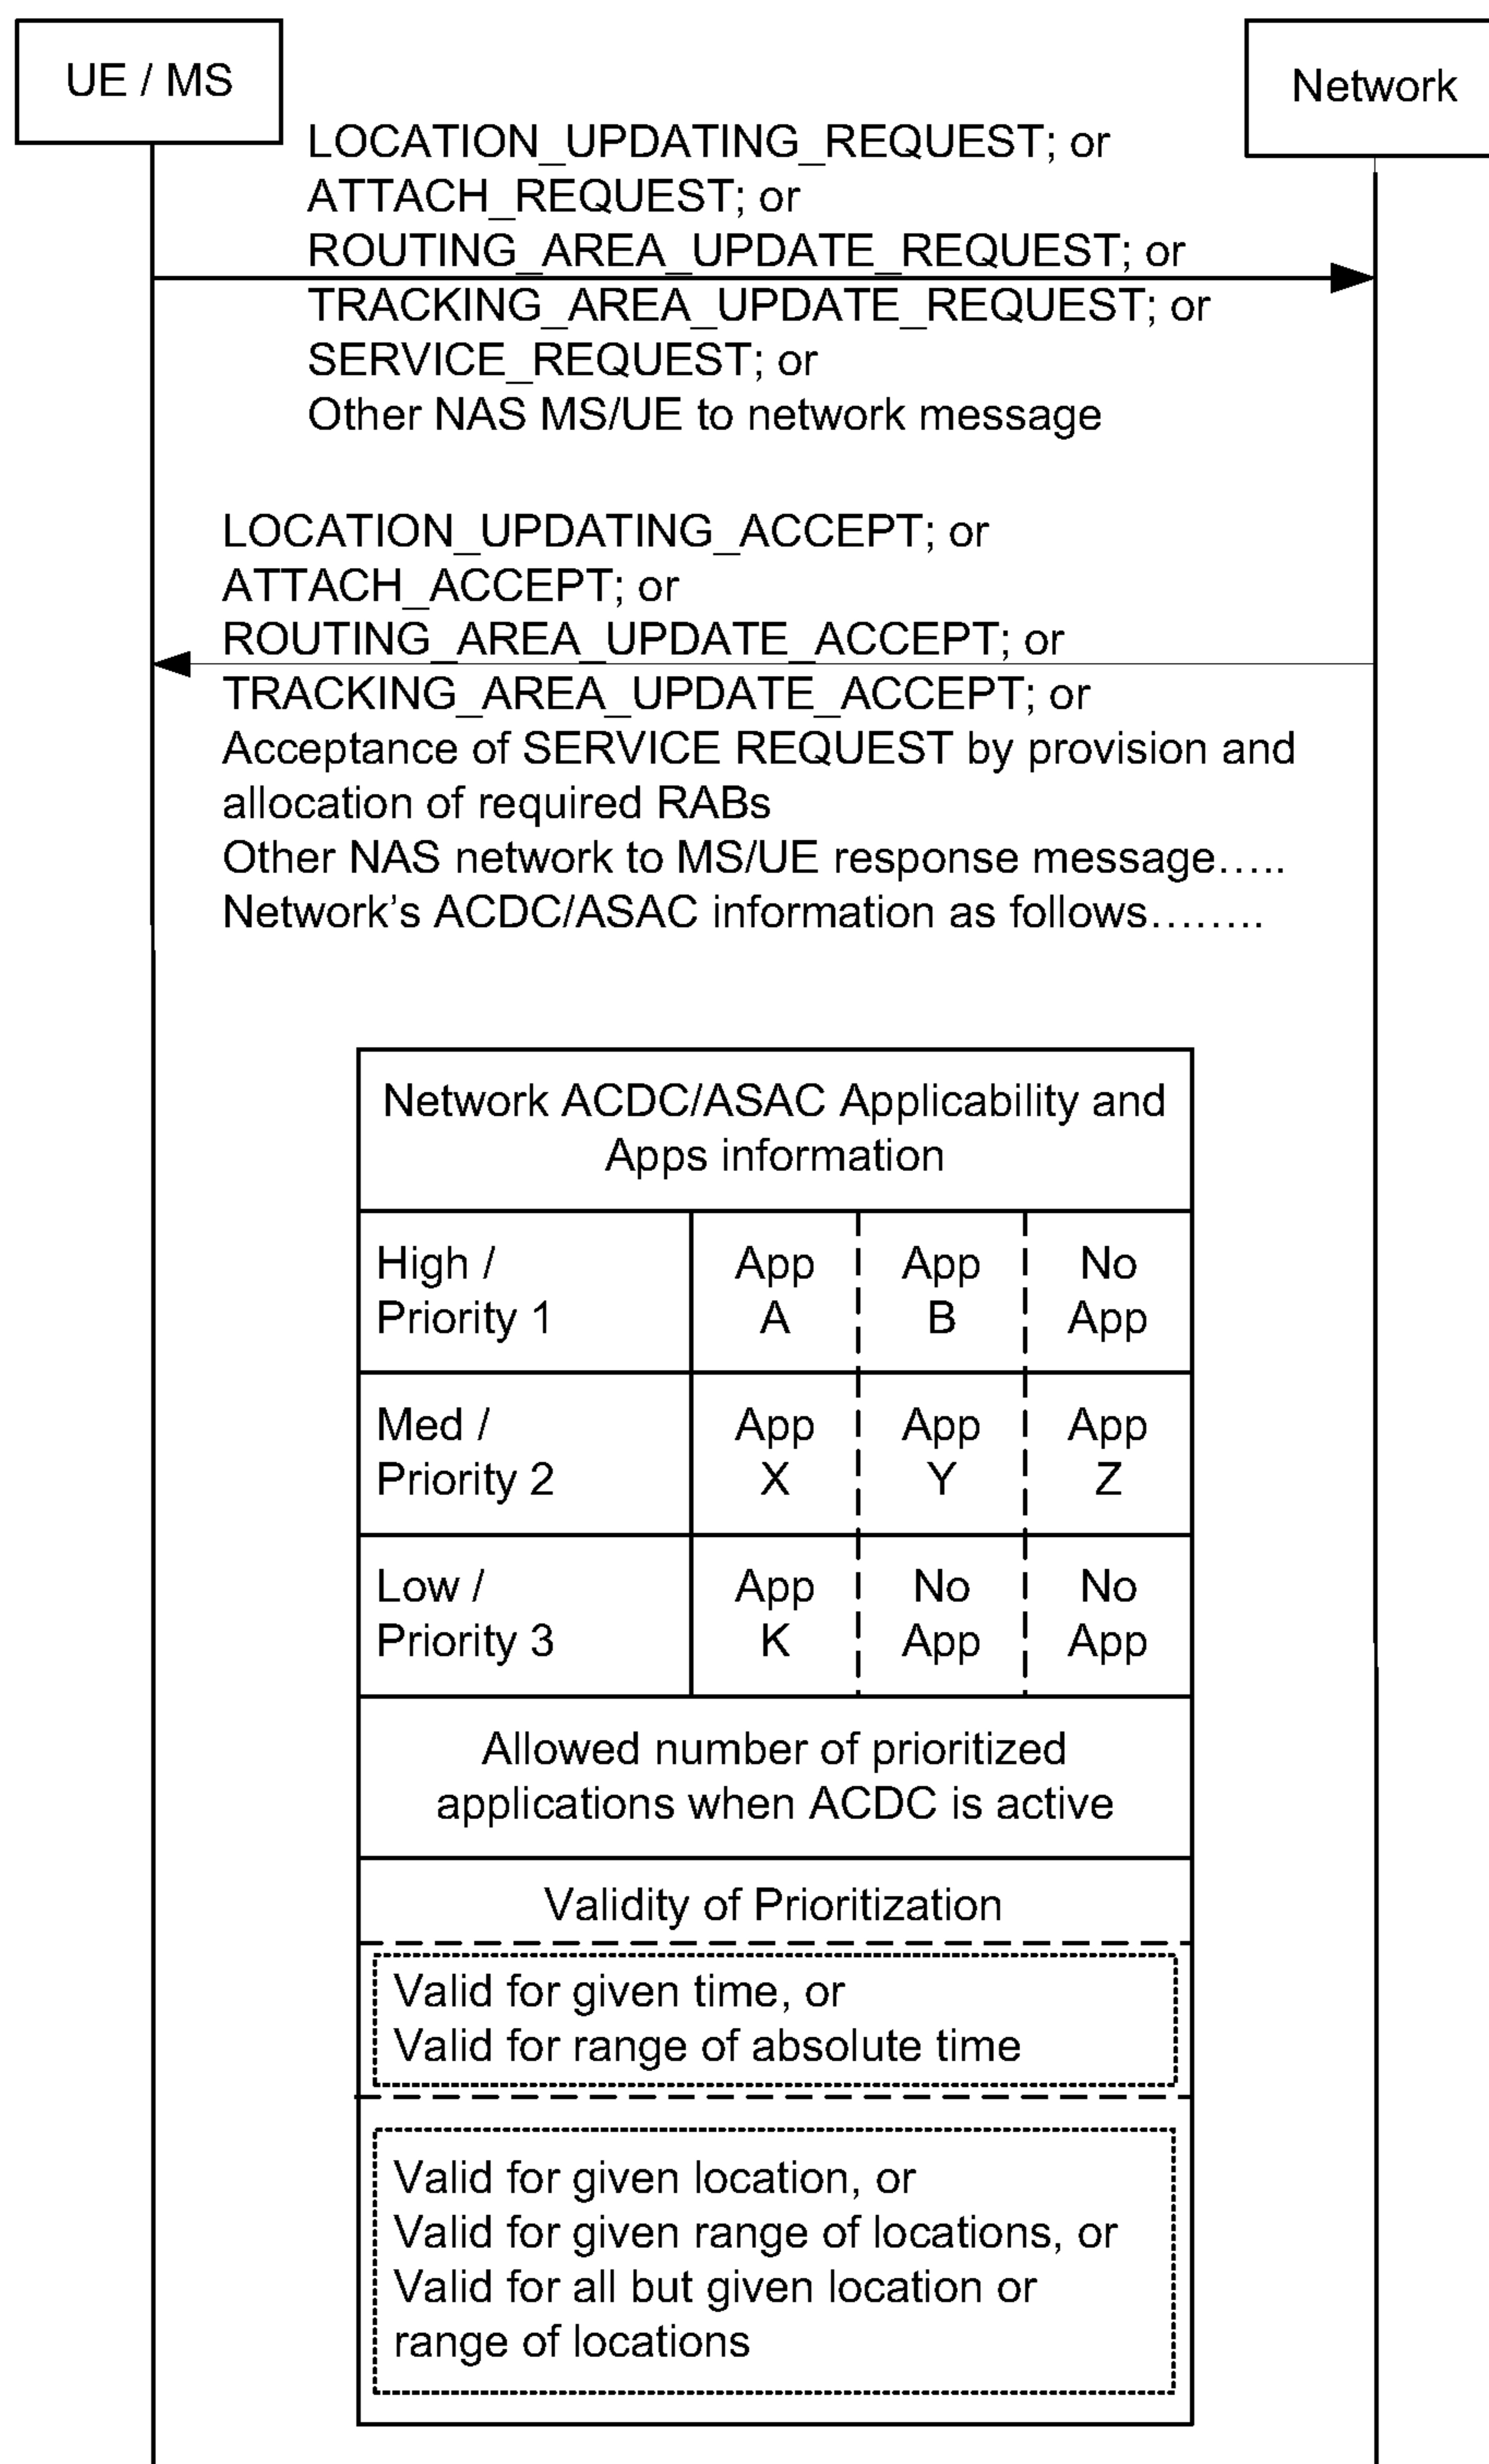 UE / MS
Network
LOCATION_UPDATING_REQUEST; or
ATTACH_REQUEST; or
ROUTING_AREA_UPDATE_REQUEST; or
TRACKING_AREA_UPDATE_REQUEST; or
SERVICE_REQUEST; or
Other NAS MS/UE to network message
LOCATION_UPDATING_ACCEPT; or
ATTACH_ACCEPT; or
ROUTING_AREA_UPDATE_ACCEPT; or
TRACKING_AREA_UPDATE_ACCEPT; or
Acceptance of SERVICE REQUEST by provision and
allocation of required RABs
Other NAS network to MS/UE response message…..
Network’s ACDC/ASAC information as follows……..
Network ACDC/ASAC Applicability and
Apps information
High /
Priority 1
App
A
App
B
No
App
Med /
Priority 2
App
X
App
Y
App
Z
Low /
Priority 3
App
K
No
App
No
App
Allowed number of prioritized
applications when ACDC is active
Validity of Prioritization
Valid for given time, or
Valid for range of absolute time
Valid for given location, or
Valid for given range of locations, or
Valid for all but given location or
range of locations